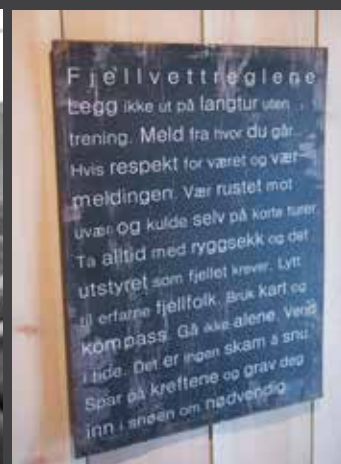 Fjellvettreglene
Legg ikke ut på langtur uten
trening. Meld fra hvor du går.
Hvis respekt for været og vær-
meldingen. Vær rustet mot
uvær og kulde selv på korte turer.
Ta alltid med ryggsekk og det
utstyret som fjellet krever. Lytt
til erfarne fjellfolk. Bruk kart og
kompass. Gå ikke alene. Vend
i tide. Det er ingen skam å snu.
Spar på kreftene og grav deg
inn i snøen om nødvendig.